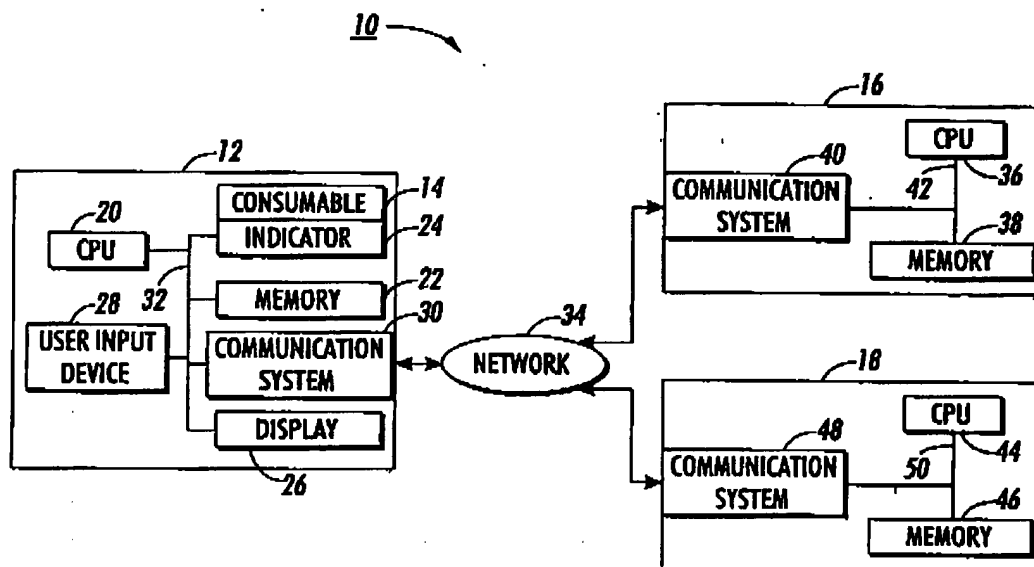 10
12
14
CONSUMABLE
20
INDICATOR
24
CPU
22
32
MEMORY
28
30
USER INPUT
DEVICE
COMMUNICATION
SYSTEM
DISPLAY
26
34
NETWORK
16
CPU
40
36
42
COMMUNICATION
SYSTEM
38
MEMORY
18
CPU
48
44
50
COMMUNICATION
SYSTEM
46
MEMORY